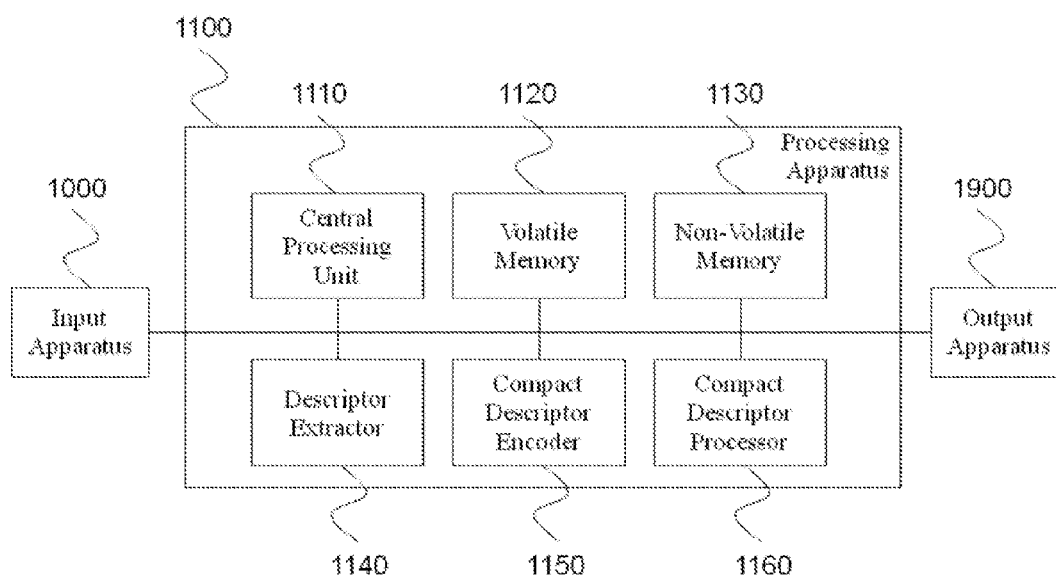 1100
1110
1120
1130
Processing
Apparatus
1000
1900
Central
Processing
Unit
Volatile
Memory
Non-Volatile
Memory
Input
Apparatus
Output
Apparatus
Descriptor
Extractor
Compact
Descriptor
Encoder
Compact
Descriptor
Processor
1140
1150
1160